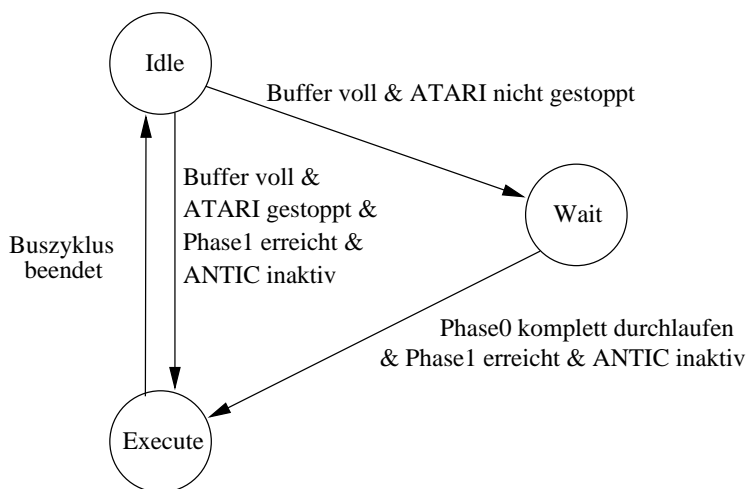 Idle
Buffer voll & ATARI nicht gestoppt
Buffer voll &
ATARI gestoppt &
Phase1 erreicht &
ANTIC inaktiv
Wait
Buszyklus
beendet
Phase0 komplett durchlaufen
& Phase1 erreicht & ANTIC inaktiv
Execute